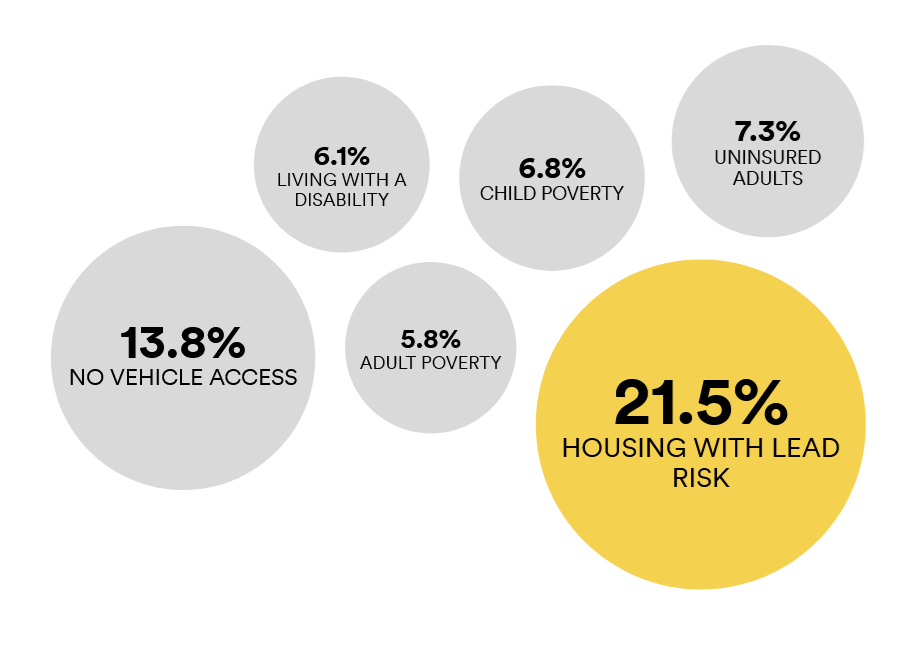 6.1%
LIVING WITH A
DISABILITY
6.8%
CHILD POVERTY
7.3%
UNINSURED
ADULTS
13.8%
NO VEHICLE ACCESS
5.8%
ADULT POVERTY
21.5%
HOUSING WITH LEAD
RISK